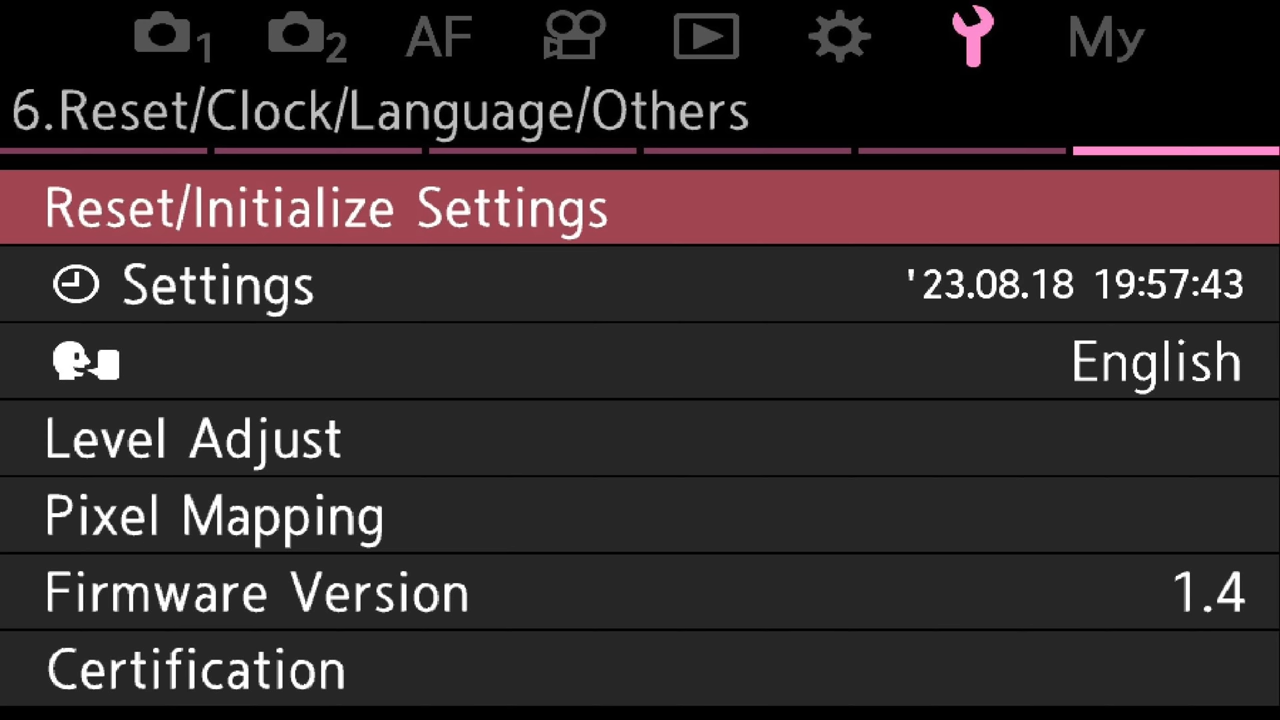 1 2 AF My
6.Reset/Clock/Language/Others
Reset/Initialize Settings
Settings '23.08.18 19:57:43
English
Level Adjust
Pixel Mapping
Firmware Version 1.4
Certification